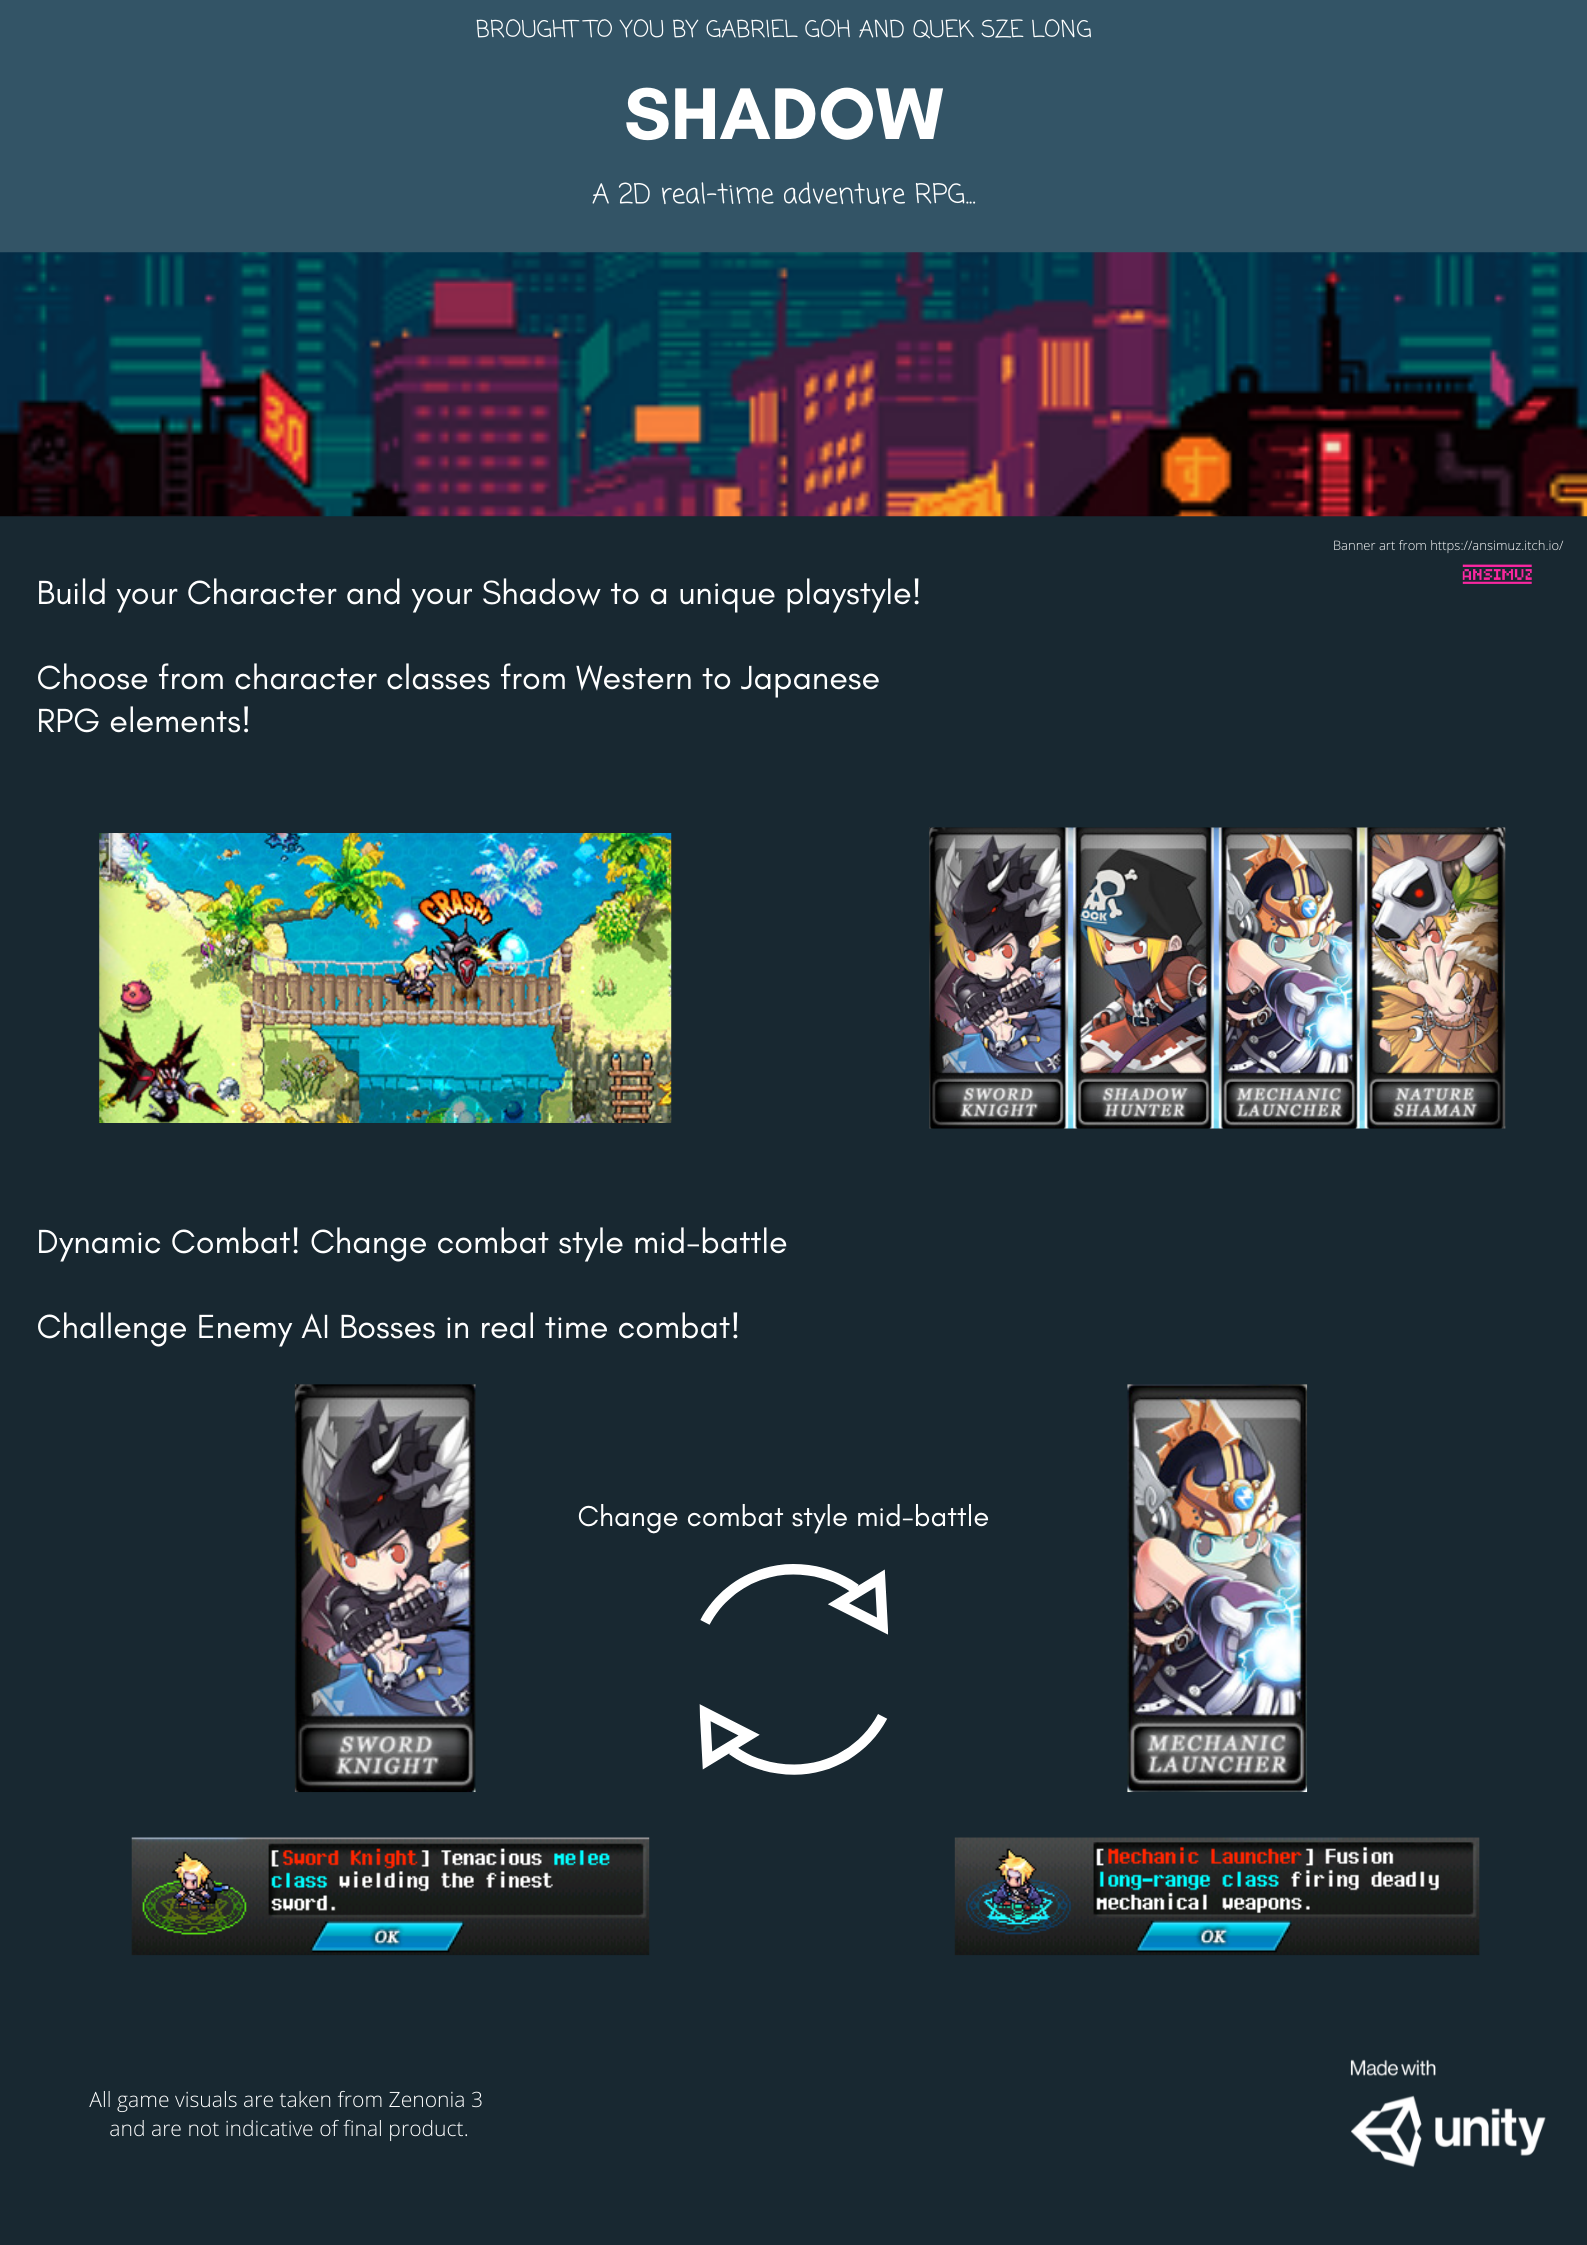 BROUGHT TO YOU BY GABRIEL GOH AND QUEK SZE LONG
SHADOW
A 2D real-time adventure RPG...
30
Banner art from https://ansimuz.itch.io/
ANSIMUZ
Build your Character and your Shadow to a unique playstyle!
Choose from character classes from Western to Japanese
RPG elements!
CRASH!
OCK
SWORD
KNIGHT
SHADOW
HUNTER
MECHANIC
LAUNCHER
NATURE
SHAMAN
Dynamic Combat! Change combat style mid-battle
Challenge Enemy AI Bosses in real time combat!
Change combat style mid-battle
SWORD
KNIGHT
MECHANIC
LAUNCHER
[Sword Knight] Tenacious melee
class wielding the finest
sword.
OK
[Mechanic Launcher] Fusion
long-range class firing deadly
mechanical weapons.
OK
All game visuals are taken from Zenonia 3
and are not indicative of final product.
Made with
unity